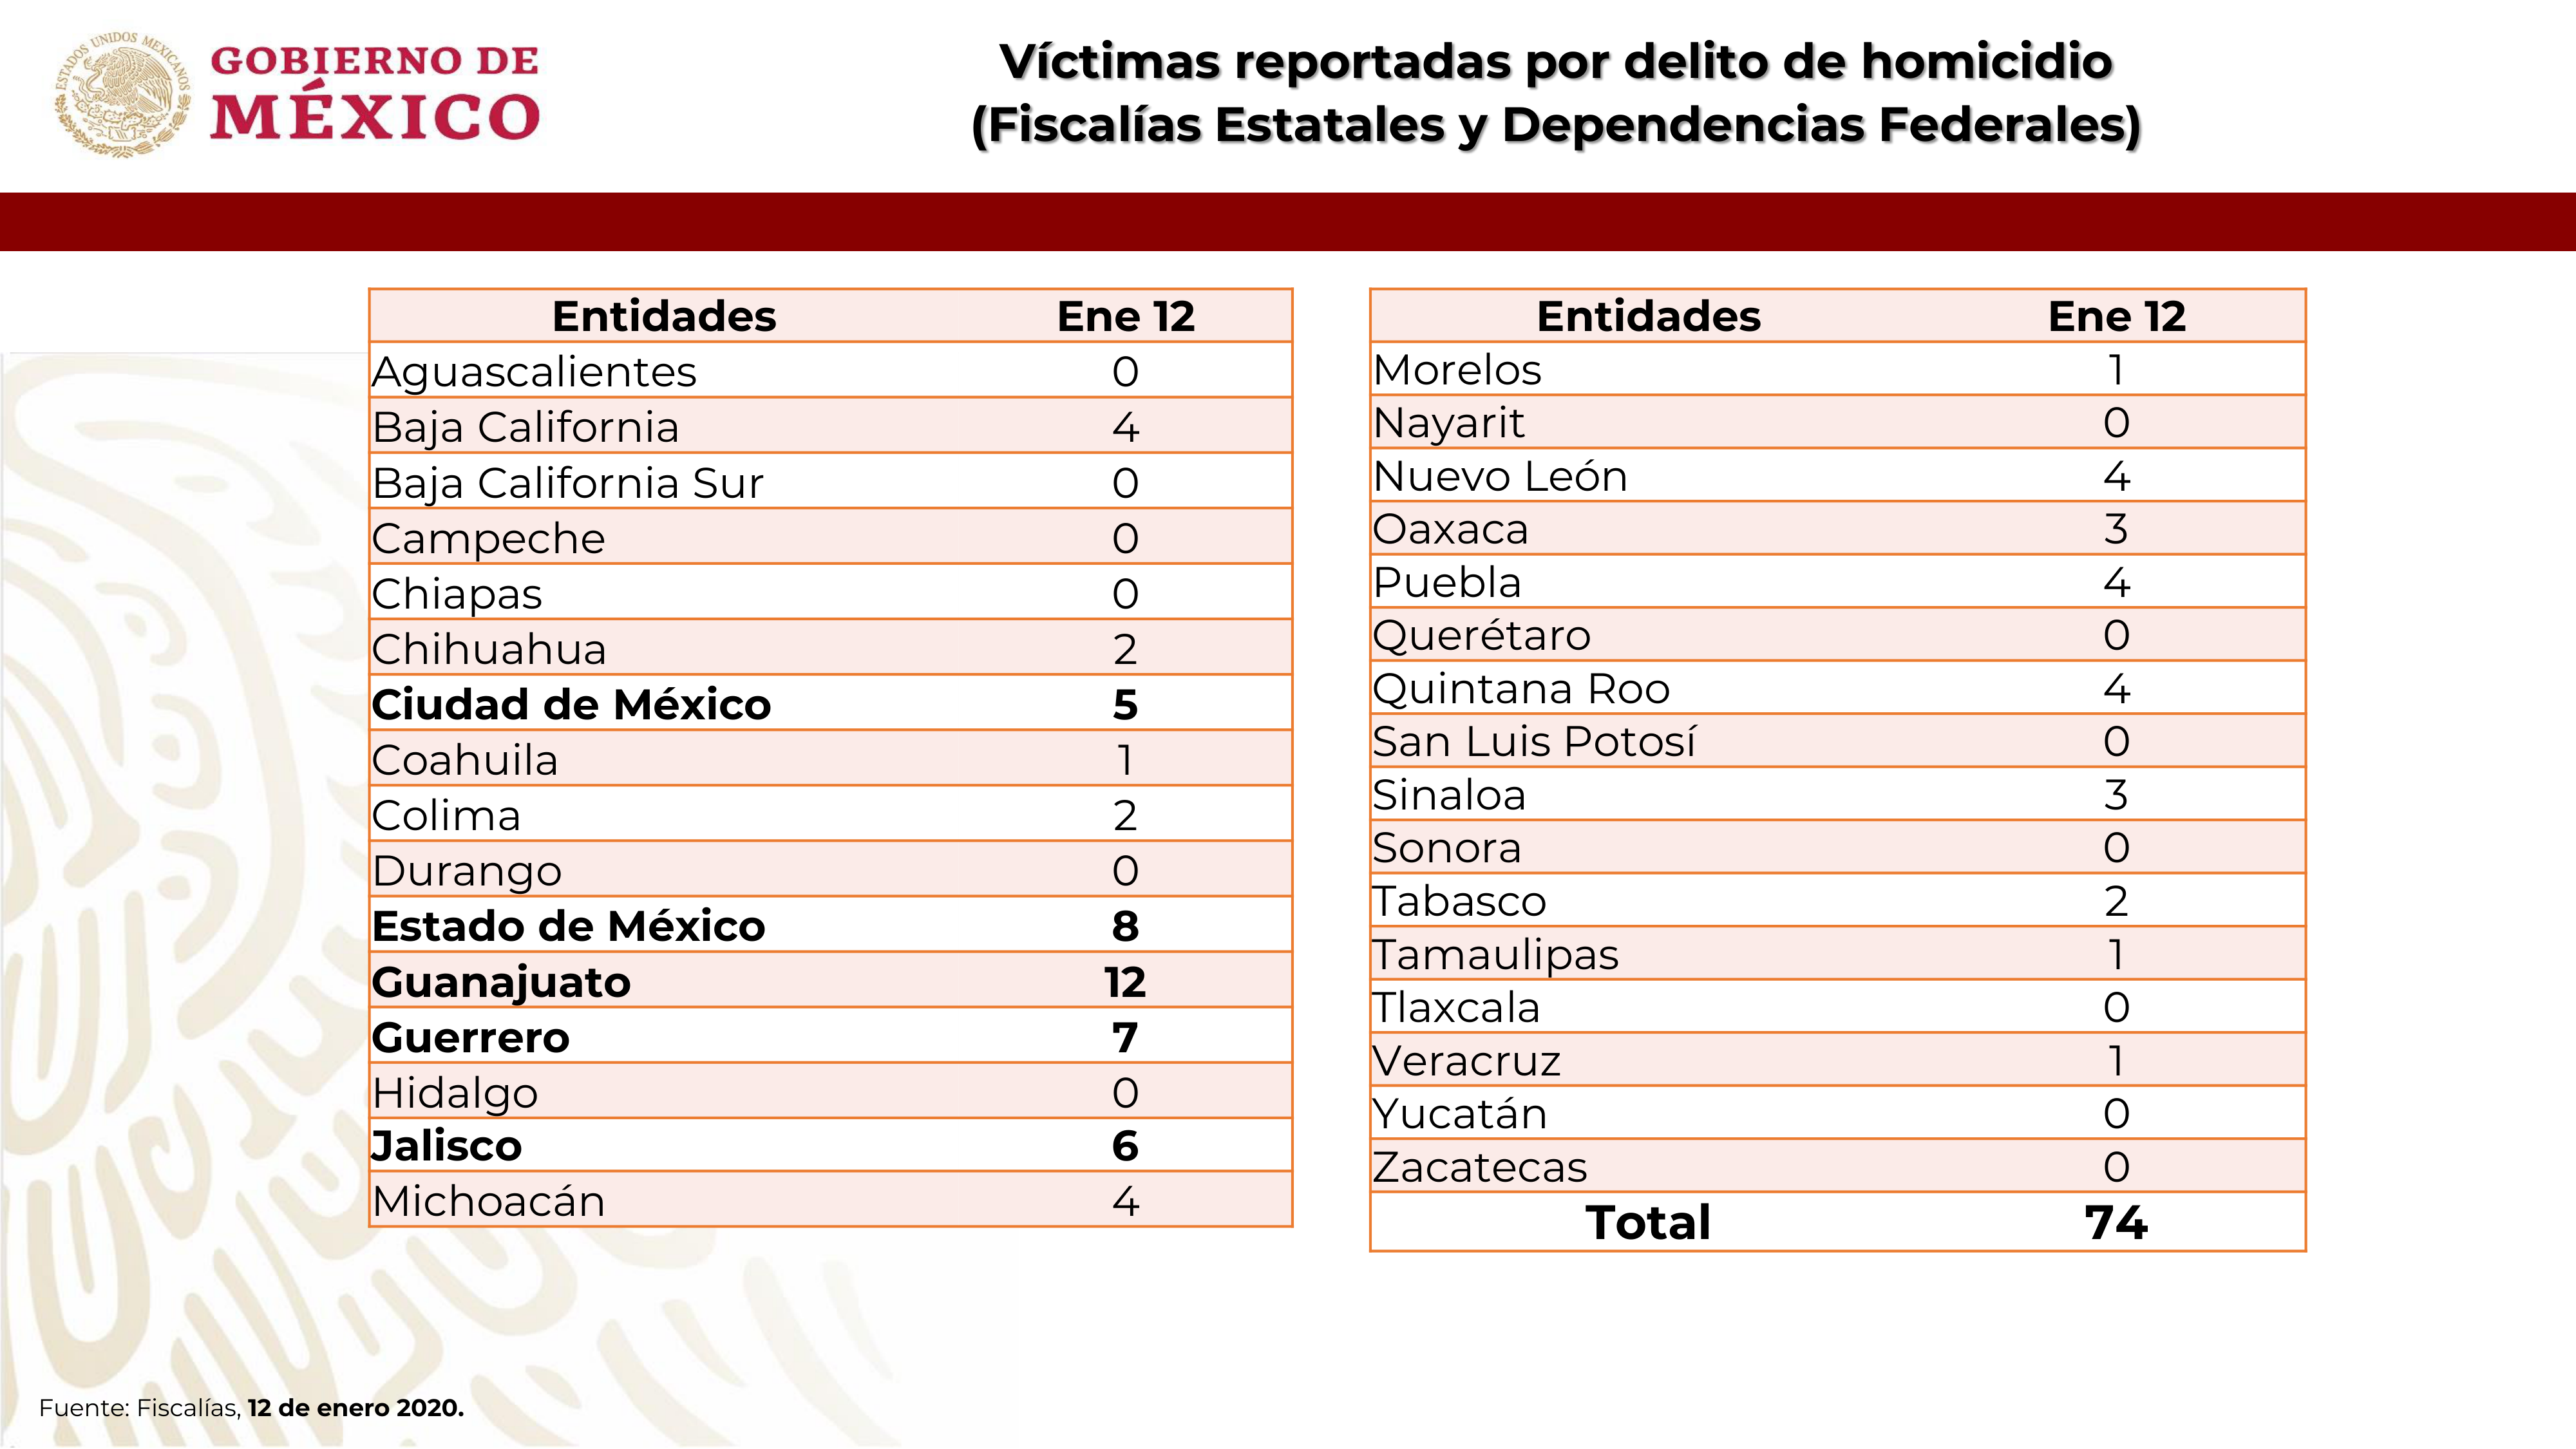 ESTADOS UNIDOS MEXICANOS
GOBIERNO DE
MÉXICO
Víctimas reportadas por delito de homicidio
(Fiscalías Estatales y Dependencias Federales)
Entidades Ene 12
Aguascalientes 0
Baja California 4
Baja California Sur 0
Campeche 0
Chiapas 0
Chihuahua 2
Ciudad de México 5
Coahuila 1
Colima 2
Durango 0
Estado de México 8
Guanajuato 12
Guerrero 7
Hidalgo 0
Jalisco 6
Michoacán 4
Entidades Ene 12
Morelos 1
Nayarit 0
Nuevo León 4
Oaxaca 3
Puebla 4
Querétaro 0
Quintana Roo 4
San Luis Potosí 0
Sinaloa 3
Sonora 0
Tabasco 2
Tamaulipas 1
Tlaxcala 0
Veracruz 1
Yucatán 0
Zacatecas 0
Total 74
Fuente: Fiscalías, 12 de enero 2020.